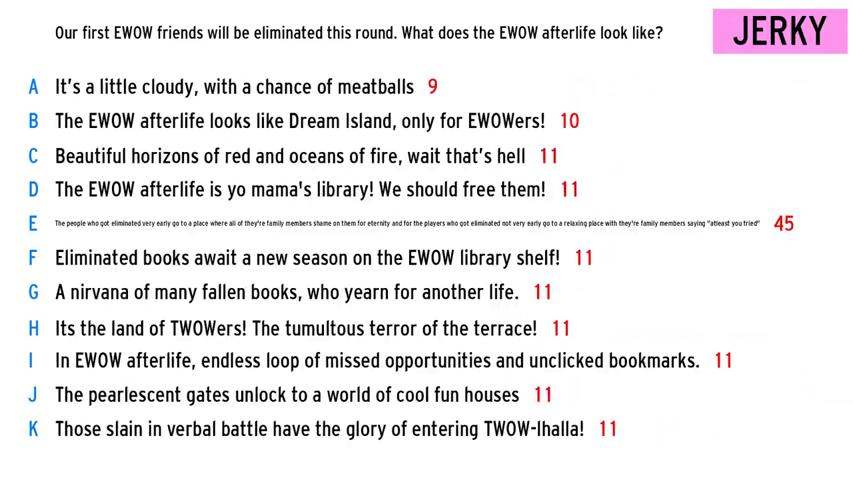 Our first EWOW friends will be eliminated this round. What does the EWOW afterlife look like?
JERKY
A It's a little cloudy, with a chance of meatballs 9
B The EWOW afterlife looks like Dream Island, only for EWOWers! 10
C Beautiful horizons of red and oceans of fire, wait that's hell 11
D The EWOW afterlife is yo mama's library! We should free them! 11
E The people who got eliminated very early go to a place where all of they're family members shame on them for eternity and for the players who got eliminated not very early go to a relaxing place with they're family members saying "atleast you tried" 45
F Eliminated books await a new season on the EWOW library shelf! 11
G A nirvana of many fallen books, who yearn for another life. 11
H Its the land of TWOWers! The tumultous terror of the terrace! 11
I In EWOW afterlife, endless loop of missed opportunities and unclicked bookmarks. 11
J The pearlescent gates unlock to a world of cool fun houses 11
K Those slain in verbal battle have the glory of entering TWOW-lhalla! 11